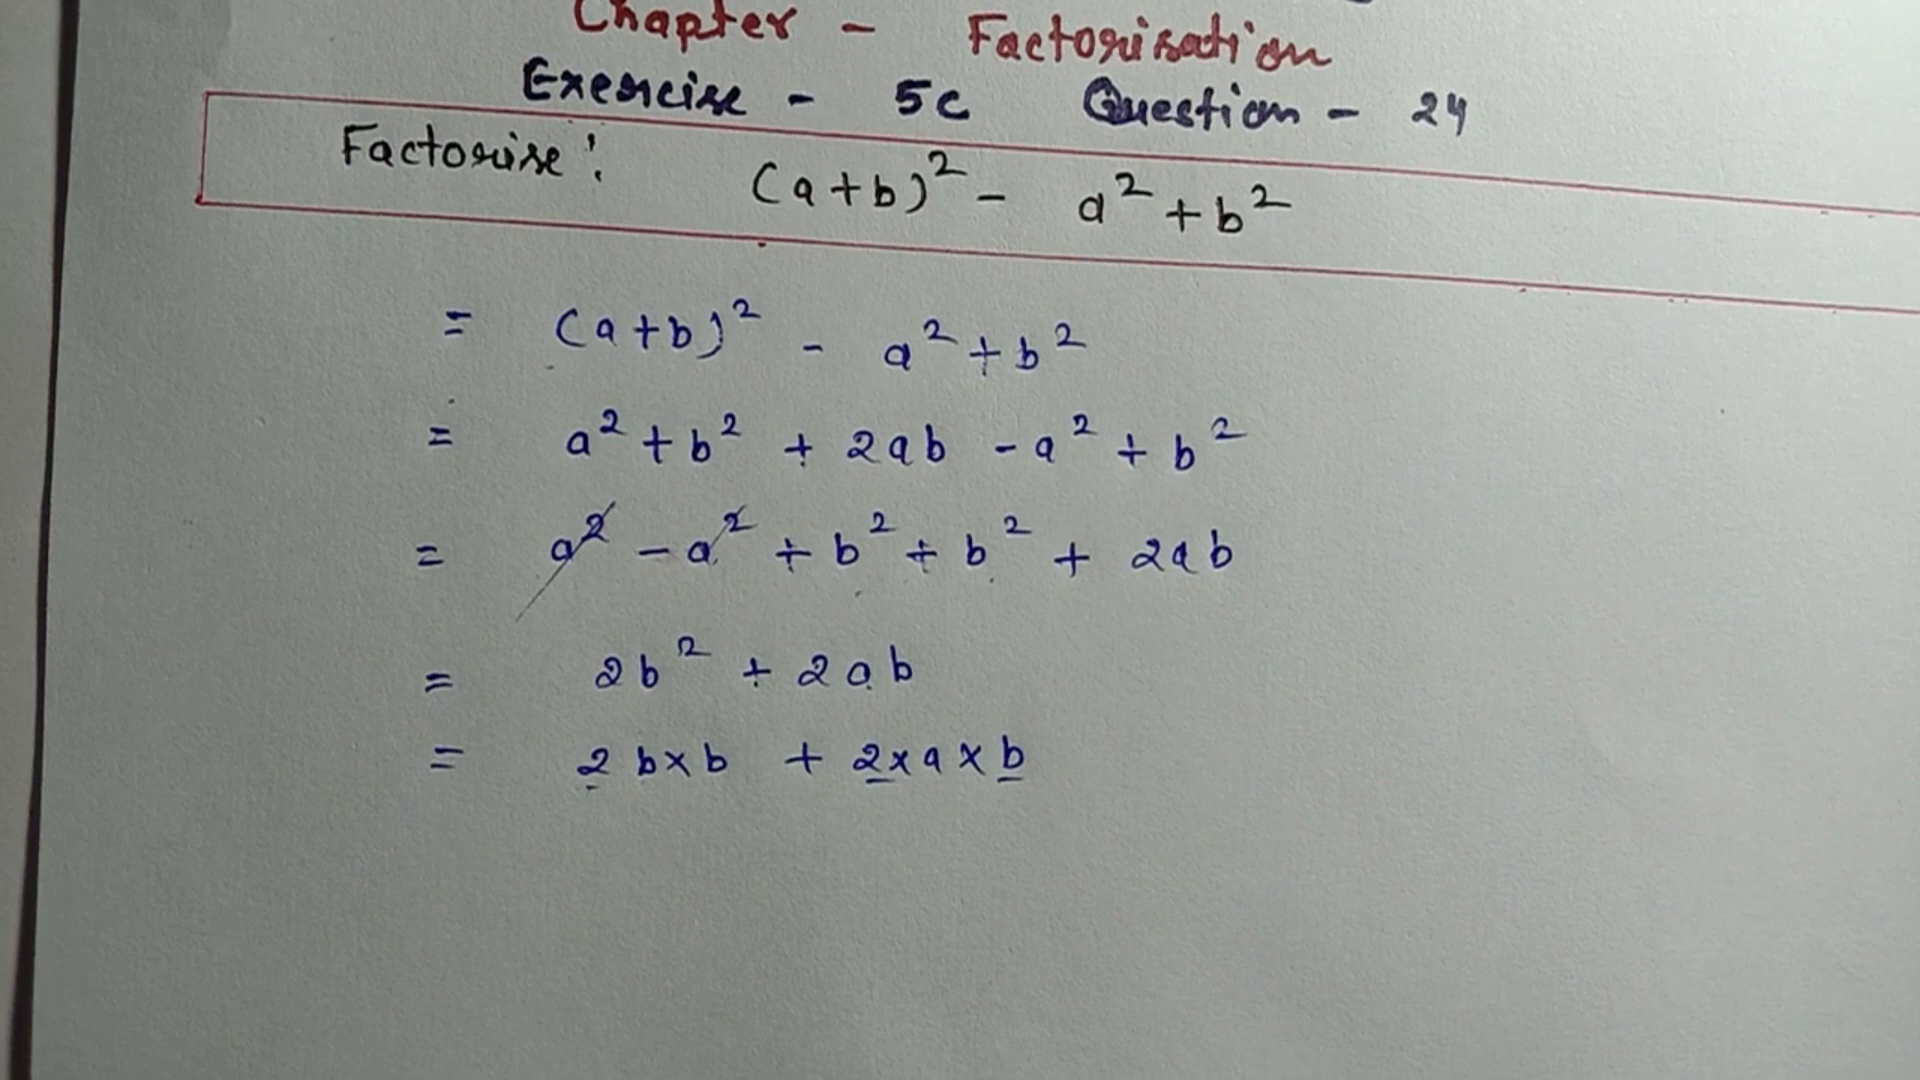 Chapter - Factorisation
Exercise - 5c Question - 24
Factorise: (a+b)² - a² + b²
= (a+b)² - a² + b²
= a² + b² + 2ab - a² + b²
= a² - a² + b² + b² + 2ab
= 2b² + 2ab
= 2 b×b + 2×a×b